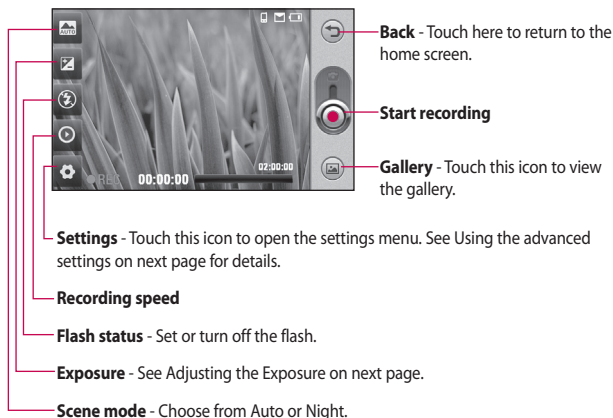 AUTO
Back - Touch here to return to the
home screen.
Start recording
REC 00:00:00
02:00:00
Gallery - Touch this icon to view
the gallery.
Settings - Touch this icon to open the settings menu. See Using the advanced
settings on next page for details.
Recording speed
Flash status - Set or turn off the flash.
Exposure - See Adjusting the Exposure on next page.
Scene mode - Choose from Auto or Night.